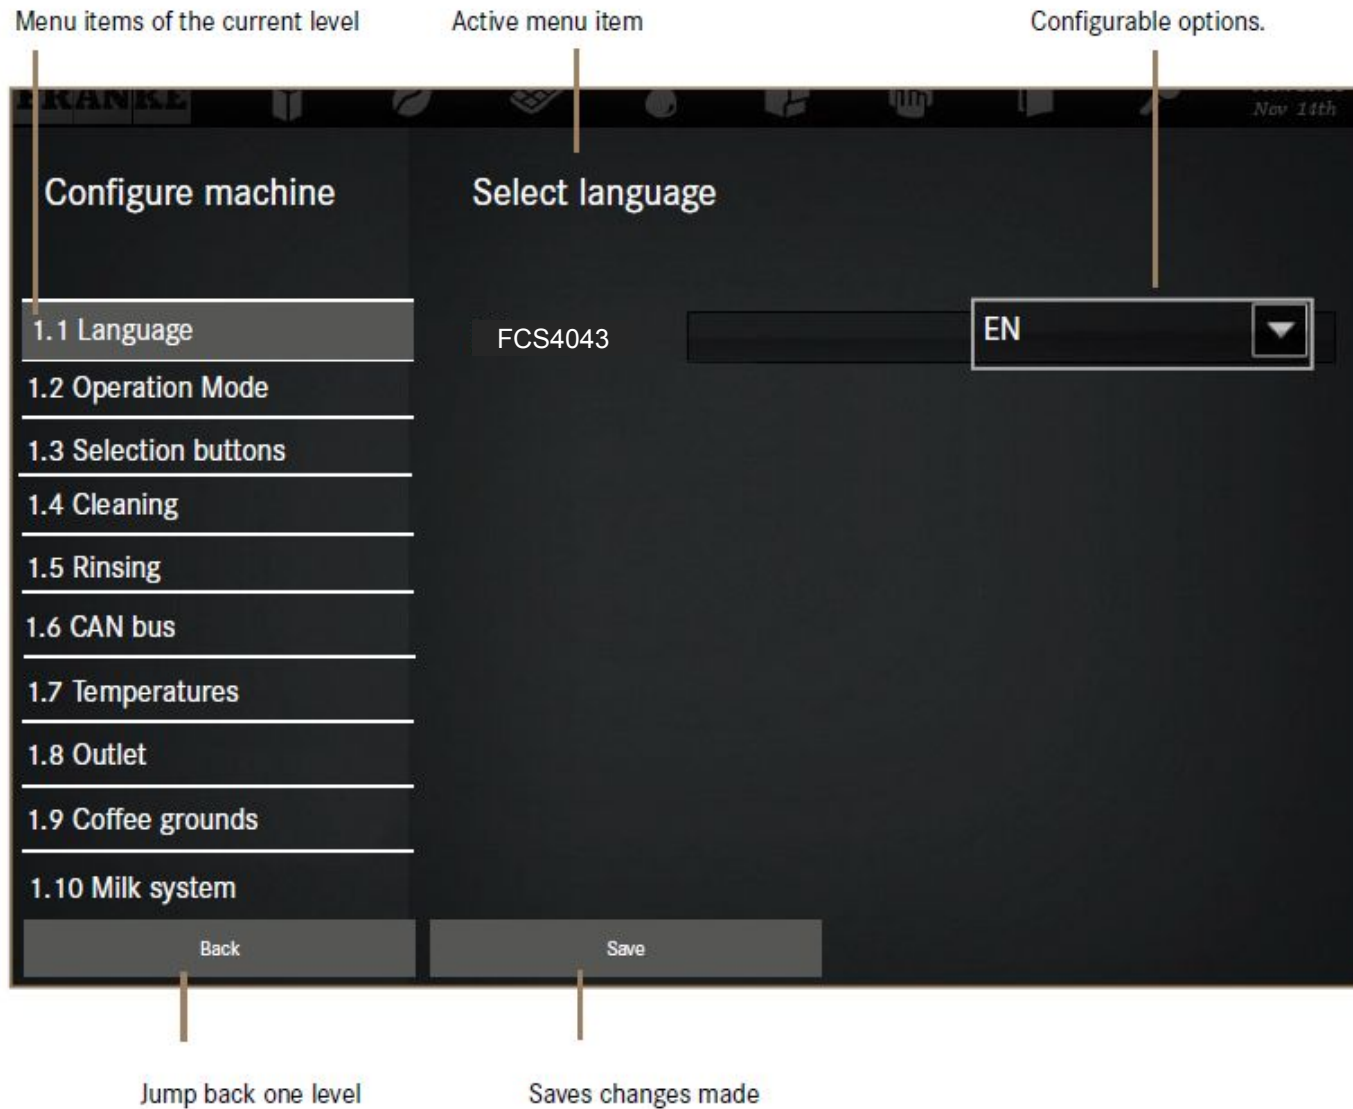 Menu items of the current level
Active menu item
Configurable options.
FRANKE
Nov 14th
Configure machine
Select language
1.1 Language
FCS4043
EN
1.2 Operation Mode
1.3 Selection buttons
1.4 Cleaning
1.5 Rinsing
1.6 CAN bus
1.7 Temperatures
1.8 Outlet
1.9 Coffee grounds
1.10 Milk system
Back
Save
Jump back one level
Saves changes made